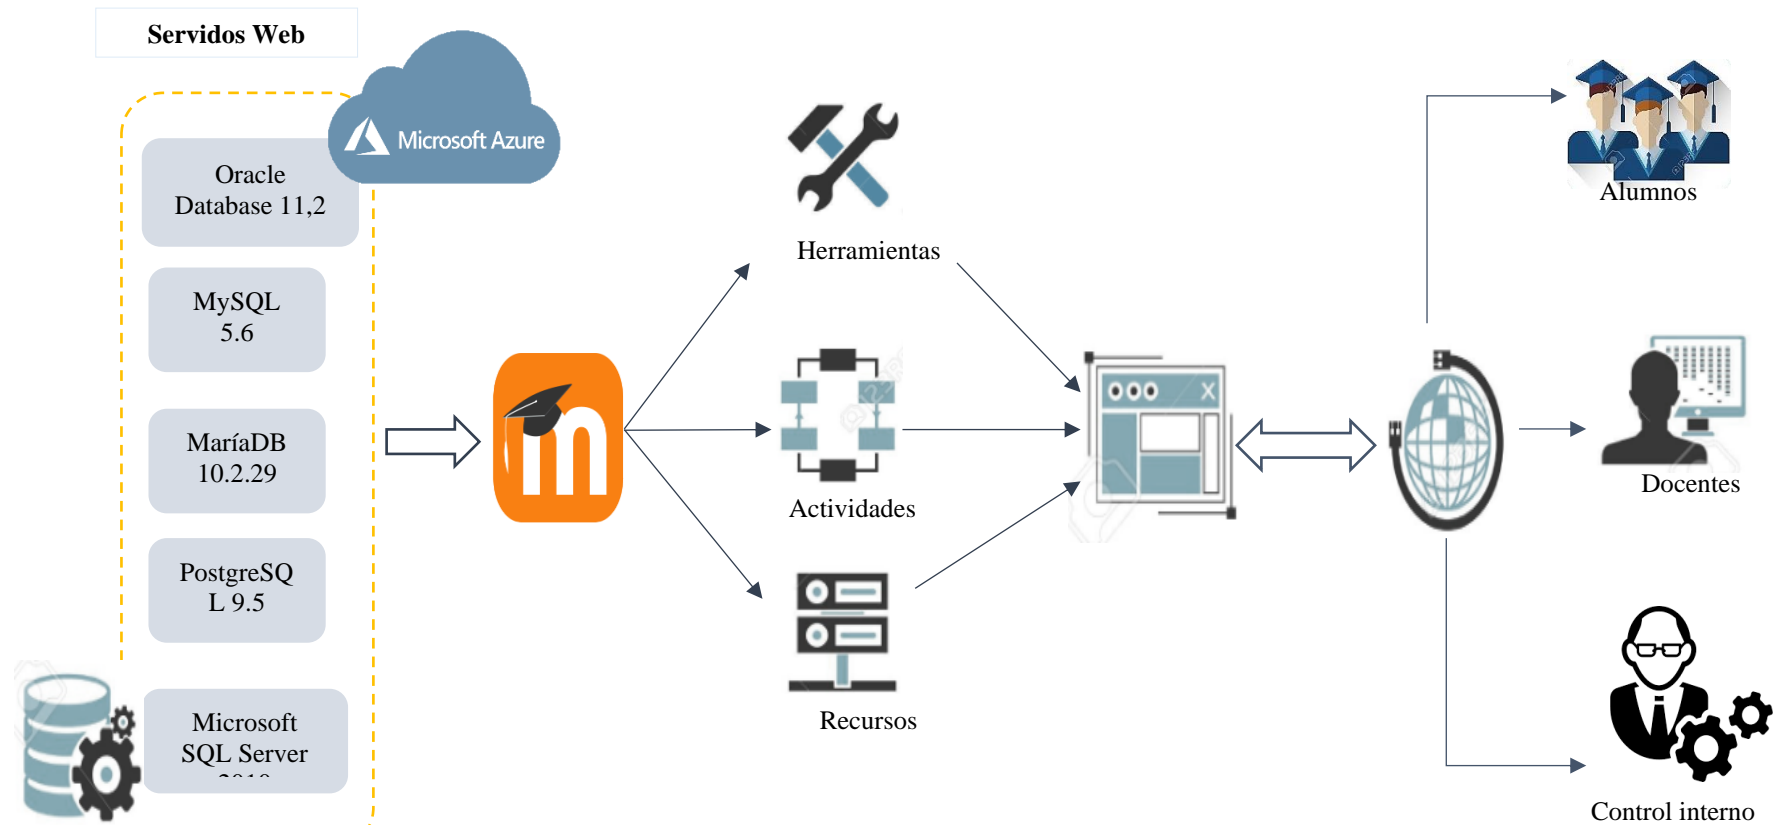 Servidos Web
Microsoft Azure
Oracle
Database 11,2
MySQL
5.6
MaríaDB
10.2.29
PostgreSQ
L 9.5
Microsoft
SQL Server
Herramientas
Actividades
Recursos
Alumnos
Docentes
Control interno